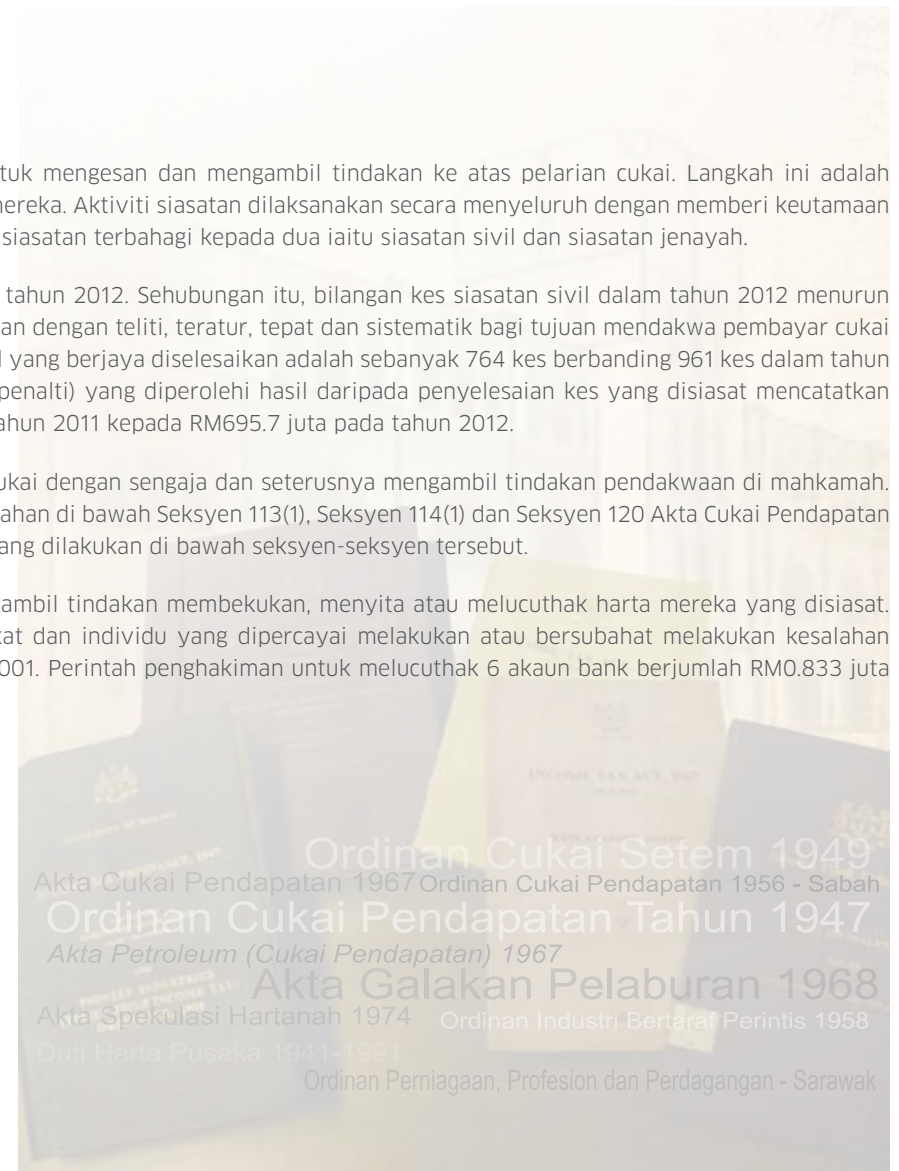 tuk mengesan dan mengambil tindakan ke atas pelarian cukai. Langkah ini adalah
mereka. Aktiviti siasatan dilaksanakan secara menyeluruh dengan memberi keutamaan
siasatan terbahagi kepada dua iaitu siasatan sivil dan siasatan jenayah.
tahun 2012. Sehubungan itu, bilangan kes siasatan sivil dalam tahun 2012 menurun
an dengan teliti, teratur, tepat dan sistematik bagi tujuan mendakwa pembayar cukai
l yang berjaya diselesaikan adalah sebanyak 764 kes berbanding 961 kes dalam tahun
penalti) yang diperolehi hasil daripada penyelesaian kes yang disiasat mencatatkan
ahun 2011 kepada RM695.7 juta pada tahun 2012.
ukai dengan sengaja dan seterusnya mengambil tindakan pendakwaan di mahkamah.
ahan di bawah Seksyen 113(1), Seksyen 114(1) dan Seksyen 120 Akta Cukai Pendapatan
ang dilakukan di bawah seksyen-seksyen tersebut.
ambil tindakan membekukan, menyita atau melucuthak harta mereka yang disiasat.
kat dan individu yang dipercayai melakukan atau bersubahat melakukan kesalahan
001. Perintah penghakiman untuk melucuthak 6 akaun bank berjumlah RM0.833 juta
INCOME TAX ACT, 1967
Ordinan Cukai Setem 1949
Akta Cukai Pendapatan 1967 Ordinan Cukai Pendapatan 1956 - Sabah
Ordinan Cukai Pendapatan Tahun 1947
Akta Petroleum (Cukai Pendapatan) 1967
Akta Galakan Pelaburan 1968
Akta Spekulasi Hartanah 1974 Ordinan Industri Bertaraf Perintis 1958
Duti Harta Pusaka 1941-1991
Ordinan Perniagaan, Profesion dan Perdagangan - Sarawak